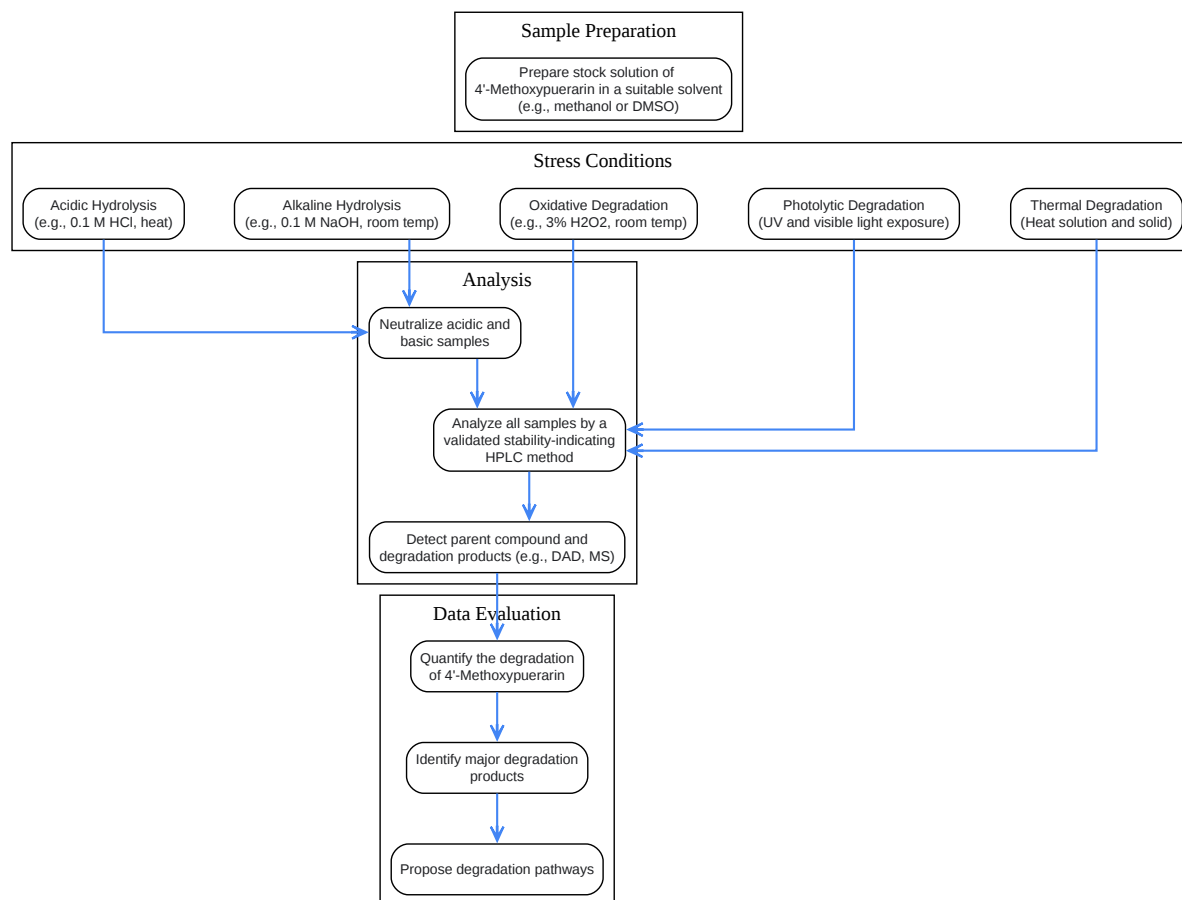 Sample Preparation
Prepare stock solution of
4'-Methoxypuerarin in a suitable solvent
(e.g., methanol or DMSO)
Stress Conditions
Acidic Hydrolysis
(e.g., 0.1 M HCl, heat)
Alkaline Hydrolysis
(e.g., 0.1 M NaOH, room temp)
Oxidative Degradation
(e.g., 3% H2O2, room temp)
Photolytic Degradation
(UV and visible light exposure)
Thermal Degradation
(Heat solution and solid)
Analysis
Neutralize acidic and
basic samples
Analyze all samples by a
validated stability-indicating
HPLC method
Detect parent compound and
degradation products (e.g., DAD, MS)
Data Evaluation
Quantify the degradation
of 4'-Methoxypuerarin
Identify major degradation
products
Propose degradation pathways